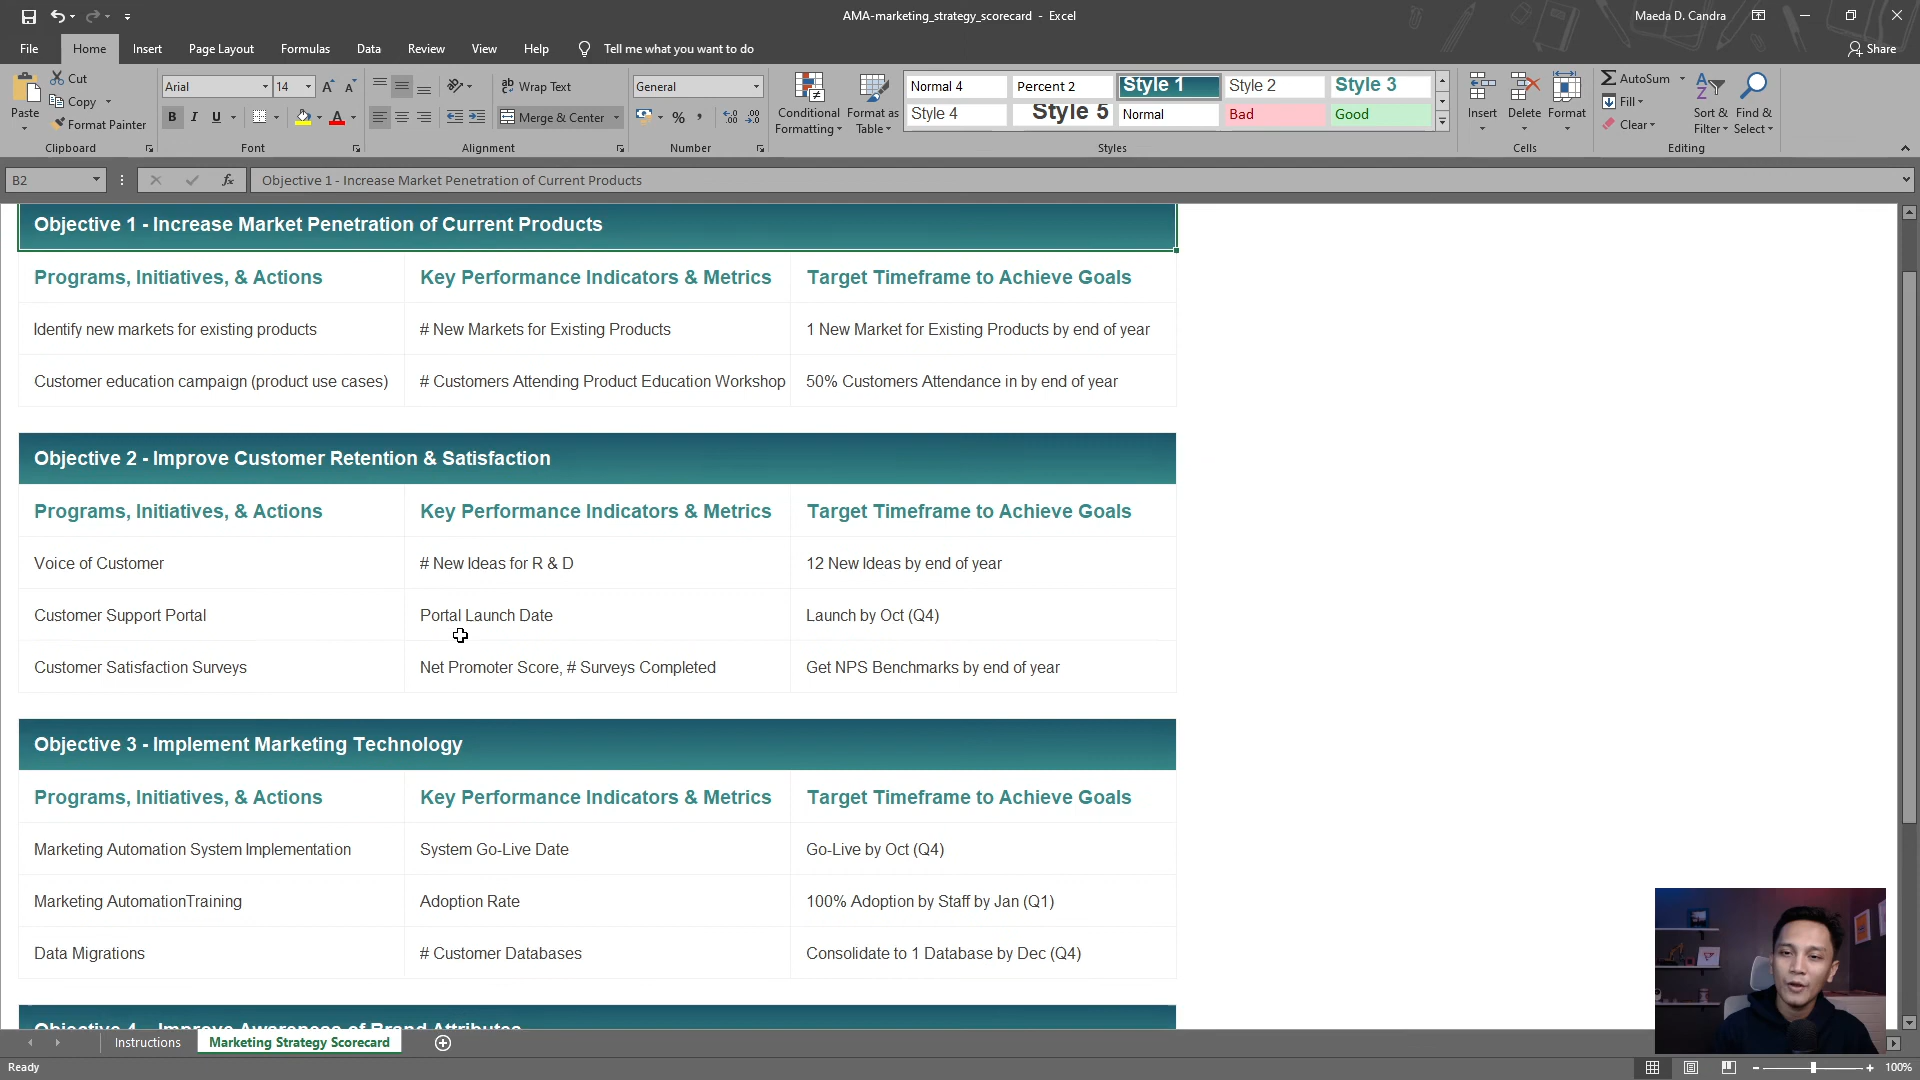 AMA-marketing_strategy_scorecard - Excel
Maeda D. Candra
File Home Insert Page Layout Formulas Data Review View Help Tell me what you want to do Share
Paste
Cut
Copy
Format Painter
Clipboard
Arial 14
B I U
Font
Wrap Text
Merge & Center
Alignment
General
Number
Conditional Formatting
Format as Table
Normal 4 Percent 2 Style 1 Style 2 Style 3
Style 4 Style 5 Normal Bad Good
Styles
Insert Delete Format
Cells
AutoSum
Fill
Clear
Sort & Filter
Find & Select
Editing
B2 fx Objective 1 - Increase Market Penetration of Current Products
Objective 1 - Increase Market Penetration of Current Products
Programs, Initiatives, & Actions Key Performance Indicators & Metrics Target Timeframe to Achieve Goals
Identify new markets for existing products # New Markets for Existing Products 1 New Market for Existing Products by end of year
Customer education campaign (product use cases) # Customers Attending Product Education Workshop 50% Customers Attendance in by end of year
Objective 2 - Improve Customer Retention & Satisfaction
Programs, Initiatives, & Actions Key Performance Indicators & Metrics Target Timeframe to Achieve Goals
Voice of Customer # New Ideas for R & D 12 New Ideas by end of year
Customer Support Portal Portal Launch Date Launch by Oct (Q4)
Customer Satisfaction Surveys Net Promoter Score, # Surveys Completed Get NPS Benchmarks by end of year
Objective 3 - Implement Marketing Technology
Programs, Initiatives, & Actions Key Performance Indicators & Metrics Target Timeframe to Achieve Goals
Marketing Automation System Implementation System Go-Live Date Go-Live by Oct (Q4)
Marketing AutomationTraining Adoption Rate 100% Adoption by Staff by Jan (Q1)
Data Migrations # Customer Databases Consolidate to 1 Database by Dec (Q4)
Objective 4 - Improve Awareness of Brand Attributes
Instructions Marketing Strategy Scorecard
Ready 100%